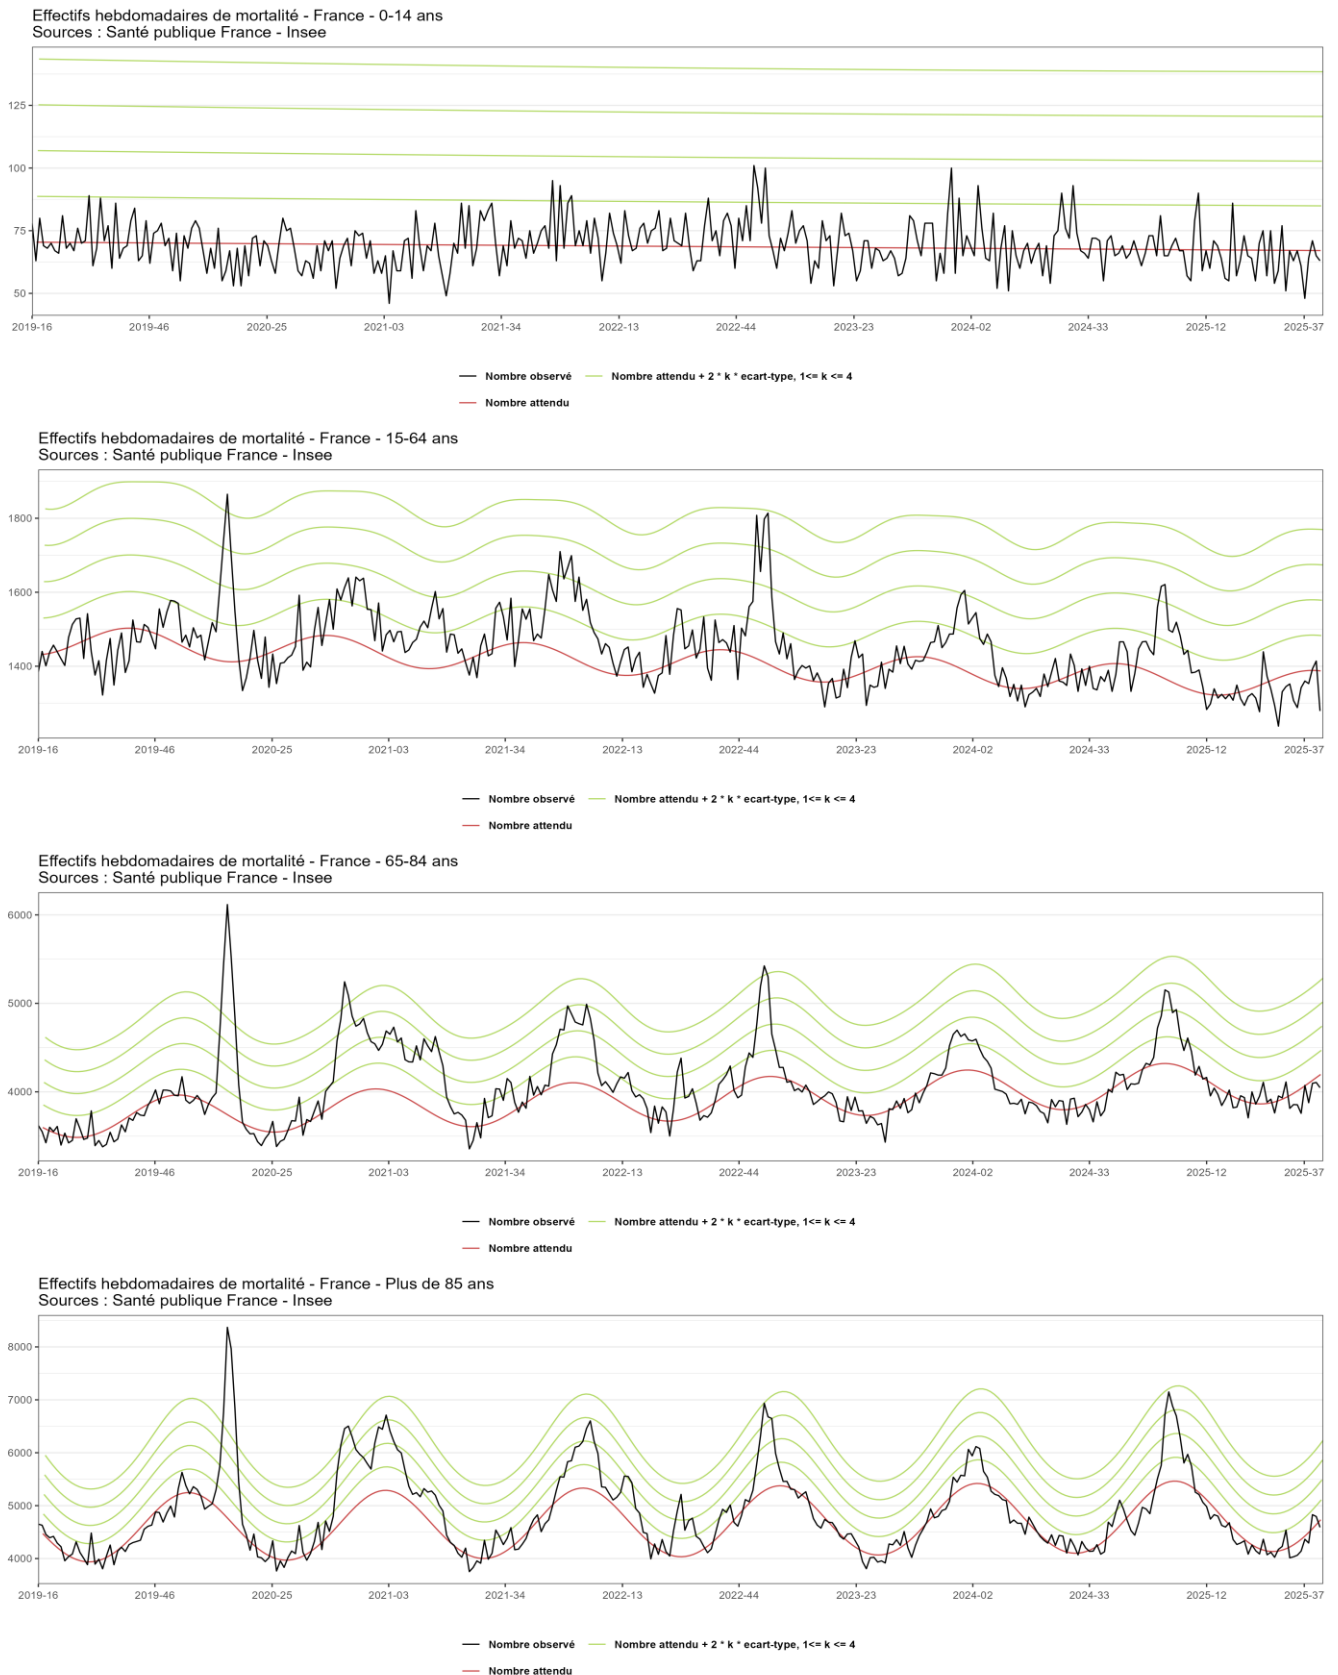 Effectifs hebdomadaires de mortalité - France - 0-14 ans
Sources : Santé publique France - Insee
125
100
75
50
2019-16 2019-46 2020-25 2021-03 2021-34 2022-13 2022-44 2023-23 2024-02 2024-33 2025-12 2025-37
Nombre observé Nombre attendu + 2 * k * ecart-type, 1<= k <= 4
Nombre attendu
Effectifs hebdomadaires de mortalité - France - 15-64 ans
Sources : Santé publique France - Insee
1800
1600
1400
2019-16 2019-46 2020-25 2021-03 2021-34 2022-13 2022-44 2023-23 2024-02 2024-33 2025-12 2025-37
Nombre observé Nombre attendu + 2 * k * ecart-type, 1<= k <= 4
Nombre attendu
Effectifs hebdomadaires de mortalité - France - 65-84 ans
Sources : Santé publique France - Insee
6000
5000
4000
2019-16 2019-46 2020-25 2021-03 2021-34 2022-13 2022-44 2023-23 2024-02 2024-33 2025-12 2025-37
Nombre observé Nombre attendu + 2 * k * ecart-type, 1<= k <= 4
Nombre attendu
Effectifs hebdomadaires de mortalité - France - Plus de 85 ans
Sources : Santé publique France - Insee
8000
7000
6000
5000
4000
2019-16 2019-46 2020-25 2021-03 2021-34 2022-13 2022-44 2023-23 2024-02 2024-33 2025-12 2025-37
Nombre observé Nombre attendu + 2 * k * ecart-type, 1<= k <= 4
Nombre attendu